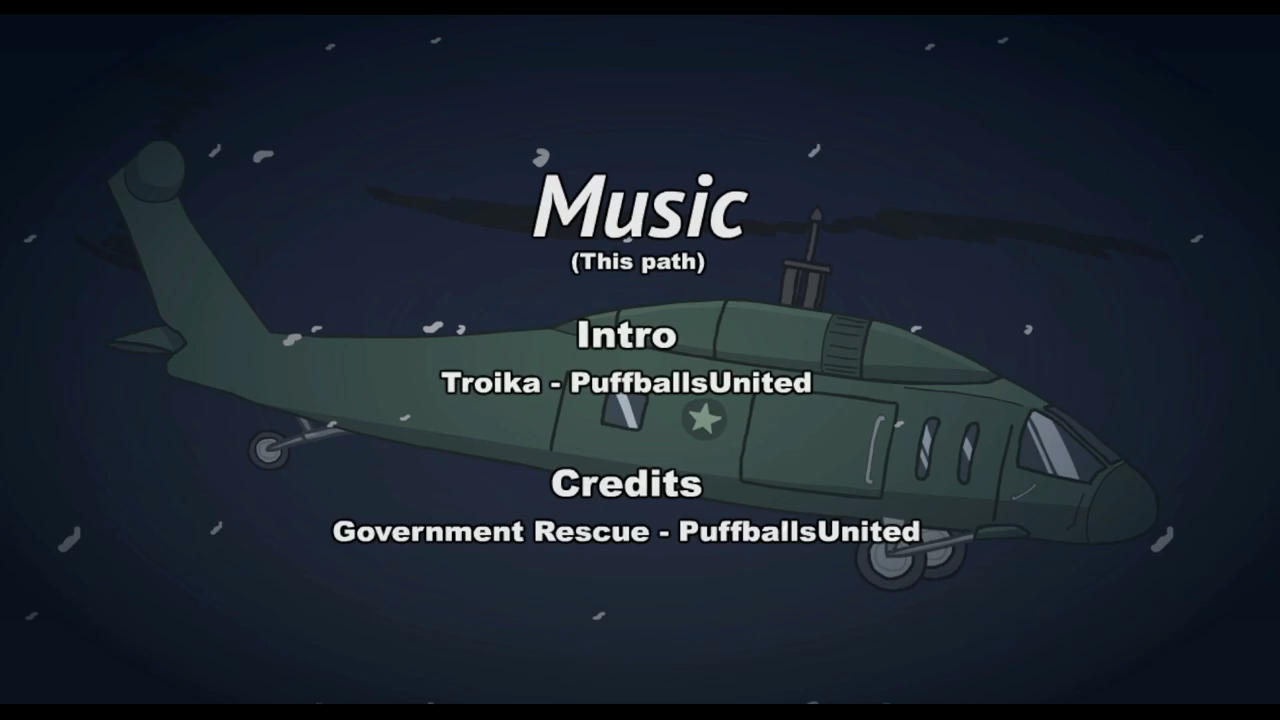 Music
(This path)
Intro
Troika - PuffballsUnited
Credits
Government Rescue - PuffballsUnited